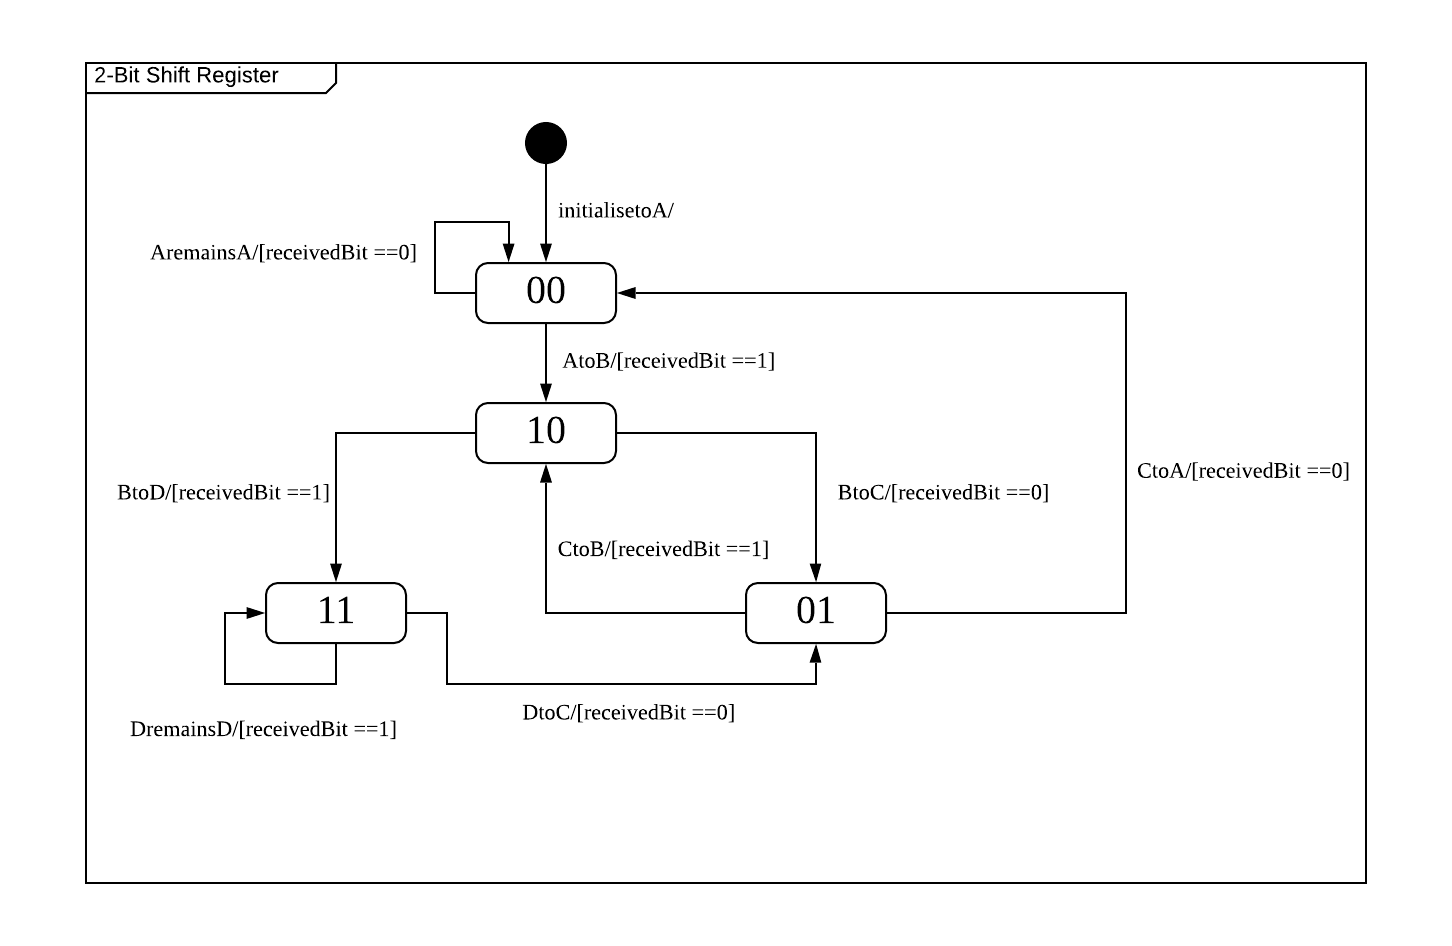 2-Bit Shift Register
initialisetoA/
AremainsA/[receivedBit ==0]
00
AtoB/[receivedBit ==1]
10
CtoA/[receivedBit ==0]
BtoD/[receivedBit ==1]
BtoC/[receivedBit ==0]
CtoB/[receivedBit ==1]
11
01
DtoC/[receivedBit ==0]
DremainsD/[receivedBit ==1]